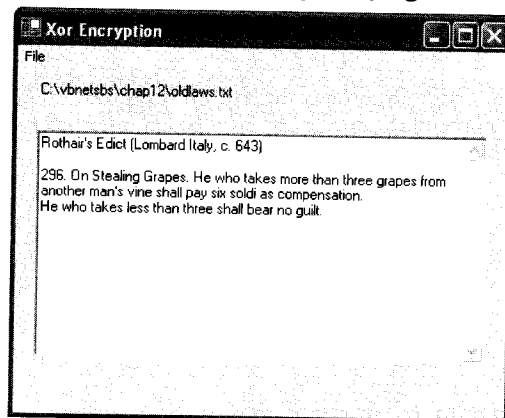 Xor Encryption
File
C:\vbnetsbs\chap12\oldlaws.txt
Rothair's Edict (Lombard Italy, c. 643)
296. On Stealing Grapes. He who takes more than three grapes from
another man's vine shall pay six soldi as compensation.
He who takes less than three shall bear no guilt.